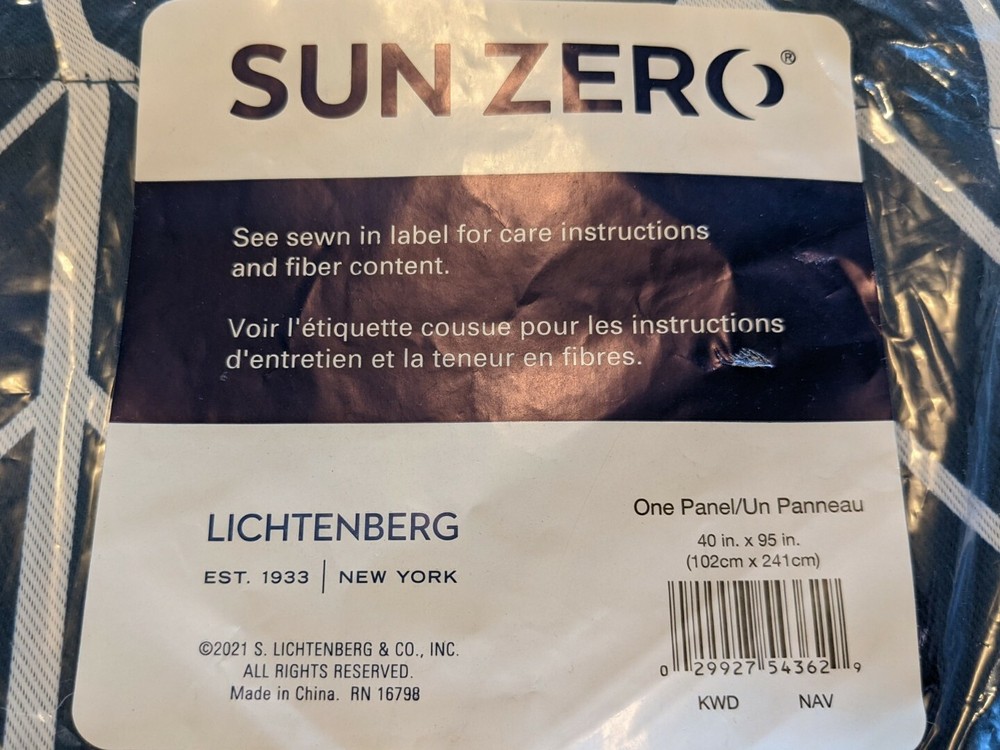 SUN ZERO®
See sewn in label for care instructions
and fiber content.
Voir l'étiquette cousue pour les instructions
d'entretien et la teneur en fibres.
LICHTENBERG
EST. 1933 | NEW YORK
©2021 S. LICHTENBERG & CO., INC.
ALL RIGHTS RESERVED.
Made in China. RN 16798
One Panel/Un Panneau
40 in. x 95 in.
(102cm x 241cm)
0 29927 54362 9
KWD NAV